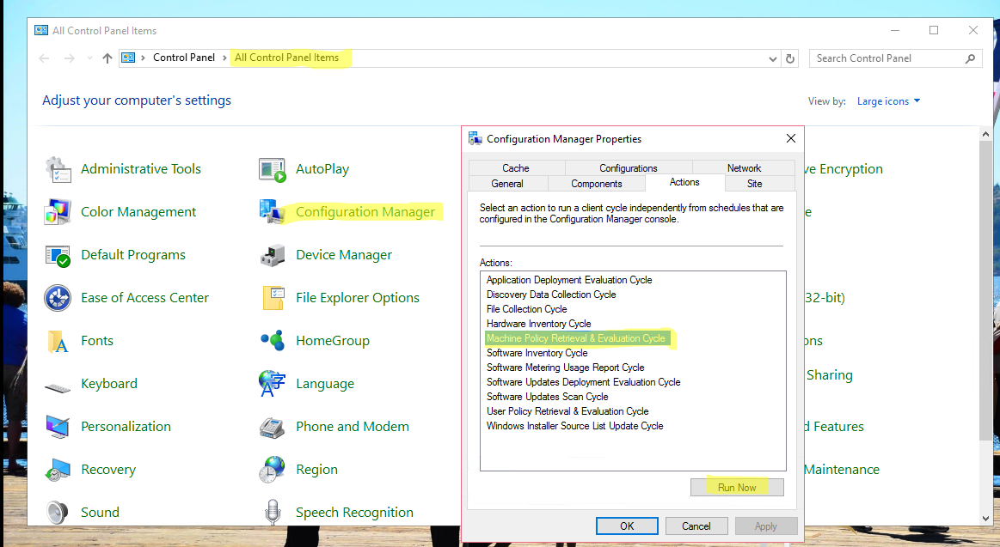 All Control Panel Items
Control Panel > All Control Panel Items
Search Control Panel
Adjust your computer's settings
View by: Large icons
Administrative Tools
AutoPlay
ve Encryption
Color Management
Configuration Manager
e
Default Programs
Device Manager
Ease of Access Center
File Explorer Options
32-bit)
Fonts
HomeGroup
ons
Keyboard
Language
Sharing
Personalization
Phone and Modem
d Features
Recovery
Region
Maintenance
Sound
Speech Recognition
Configuration Manager Properties
Cache Configurations Network
General Components Actions Site
Select an action to run a client cycle independently from schedules that are
configured in the Configuration Manager console.
Actions:
Application Deployment Evaluation Cycle
Discovery Data Collection Cycle
File Collection Cycle
Hardware Inventory Cycle
Machine Policy Retrieval & Evaluation Cycle
Software Inventory Cycle
Software Metering Usage Report Cycle
Software Updates Deployment Evaluation Cycle
Software Updates Scan Cycle
User Policy Retrieval & Evaluation Cycle
Windows Installer Source List Update Cycle
Run Now
OK Cancel Apply